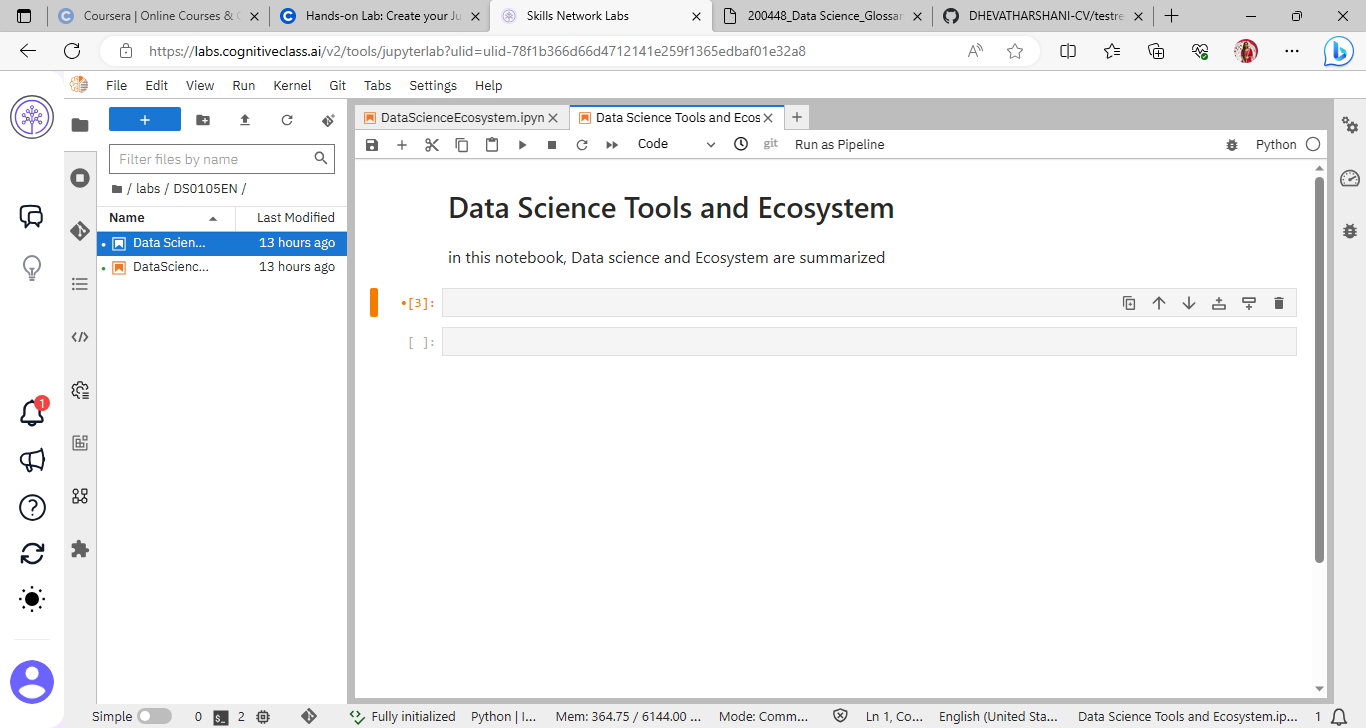 Coursera | Online Courses & C
Hands-on Lab: Create your Ju
Skills Network Labs
200448_Data Science_Glossar
DHEVATHARSHANI-CV/testre
https://labs.cognitiveclass.ai/v2/tools/jupyterlab?ulid=ulid-78f1b366d66d4712141e259f1365edbaf01e32a8
File Edit View Run Kernel Git Tabs Settings Help
DataScienceEcosystem.ipyn
Data Science Tools and Ecos
Code
git
Run as Pipeline
Python
Filter files by name
/ labs / DS0105EN /
Name
Last Modified
Data Scien... 13 hours ago
DataScienc... 13 hours ago
Data Science Tools and Ecosystem
in this notebook, Data science and Ecosystem are summarized
[3]:
[ ]:
1
Simple
0
2
Fully initialized
Python | I...
Mem: 364.75 / 6144.00 ...
Mode: Comm...
Ln 1, Co...
English (United Sta...
Data Science Tools and Ecosystem.ip...
1